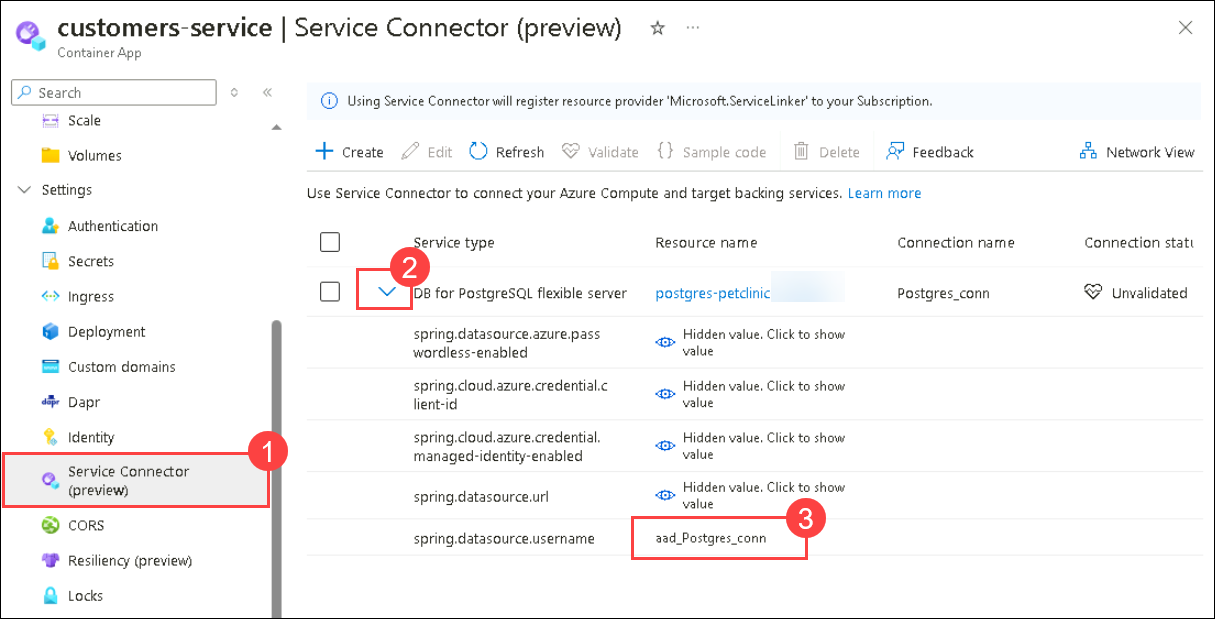 customers-service | Service Connector (preview)
Container App
Search
Scale
Volumes
Settings
Authentication
Secrets
Ingress
Deployment
Custom domains
dapr Dapr
Identity
1
Service Connector
(preview)
CORS
Resiliency (preview)
Locks
Using Service Connector will register resource provider 'Microsoft.ServiceLinker' to your Subscription.
Create Edit Refresh Validate Sample code Delete Feedback Network View
Use Service Connector to connect your Azure Compute and target backing services. Learn more
Service type Resource name Connection name Connection statu
2
DB for PostgreSQL flexible server postgres-petclinic Postgres_conn Unvalidated
spring.datasource.azure.pass
wordless-enabled
Hidden value. Click to show
value
spring.cloud.azure.credential.c
lient-id
Hidden value. Click to show
value
spring.cloud.azure.credential.
managed-identity-enabled
Hidden value. Click to show
value
spring.datasource.url
Hidden value. Click to show
value
3
spring.datasource.username aad_Postgres_conn